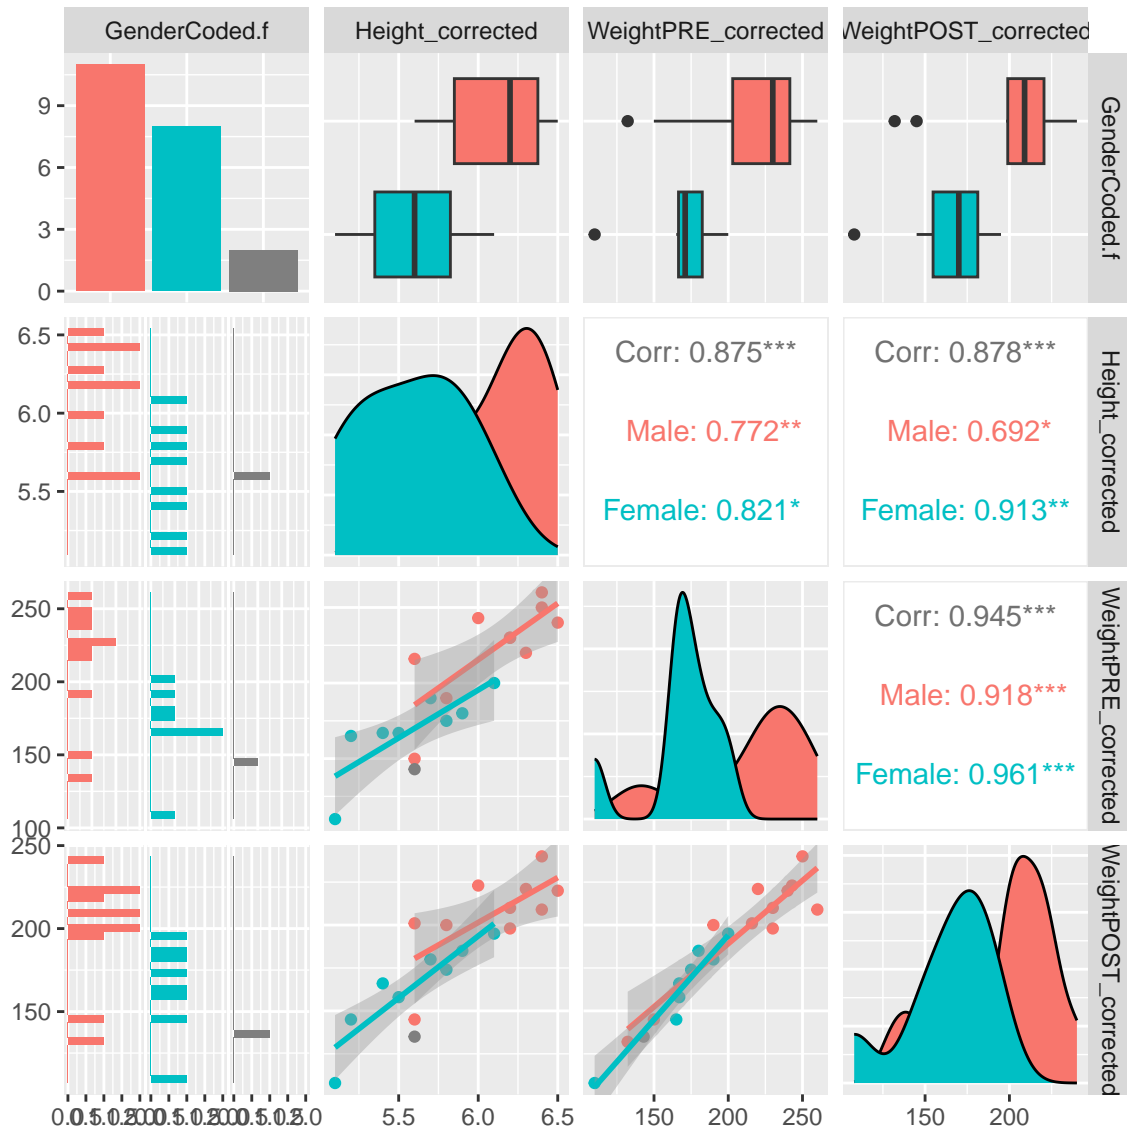 GenderCoded.f
Height_corrected
WeightPRE_corrected
WeightPOST_corrected
9
6
3
0
GenderCoded.f
6.5
6.0
5.5
Corr: 0.875***
Male: 0.772**
Female: 0.821*
Corr: 0.878***
Male: 0.692*
Female: 0.913**
Height_corrected
250
200
150
100
Corr: 0.945***
Male: 0.918***
Female: 0.961***
WeightPRE_corrected
250
200
150
WeightPOST_corrected
5.5 6.0 6.5
150 200 250
150 200